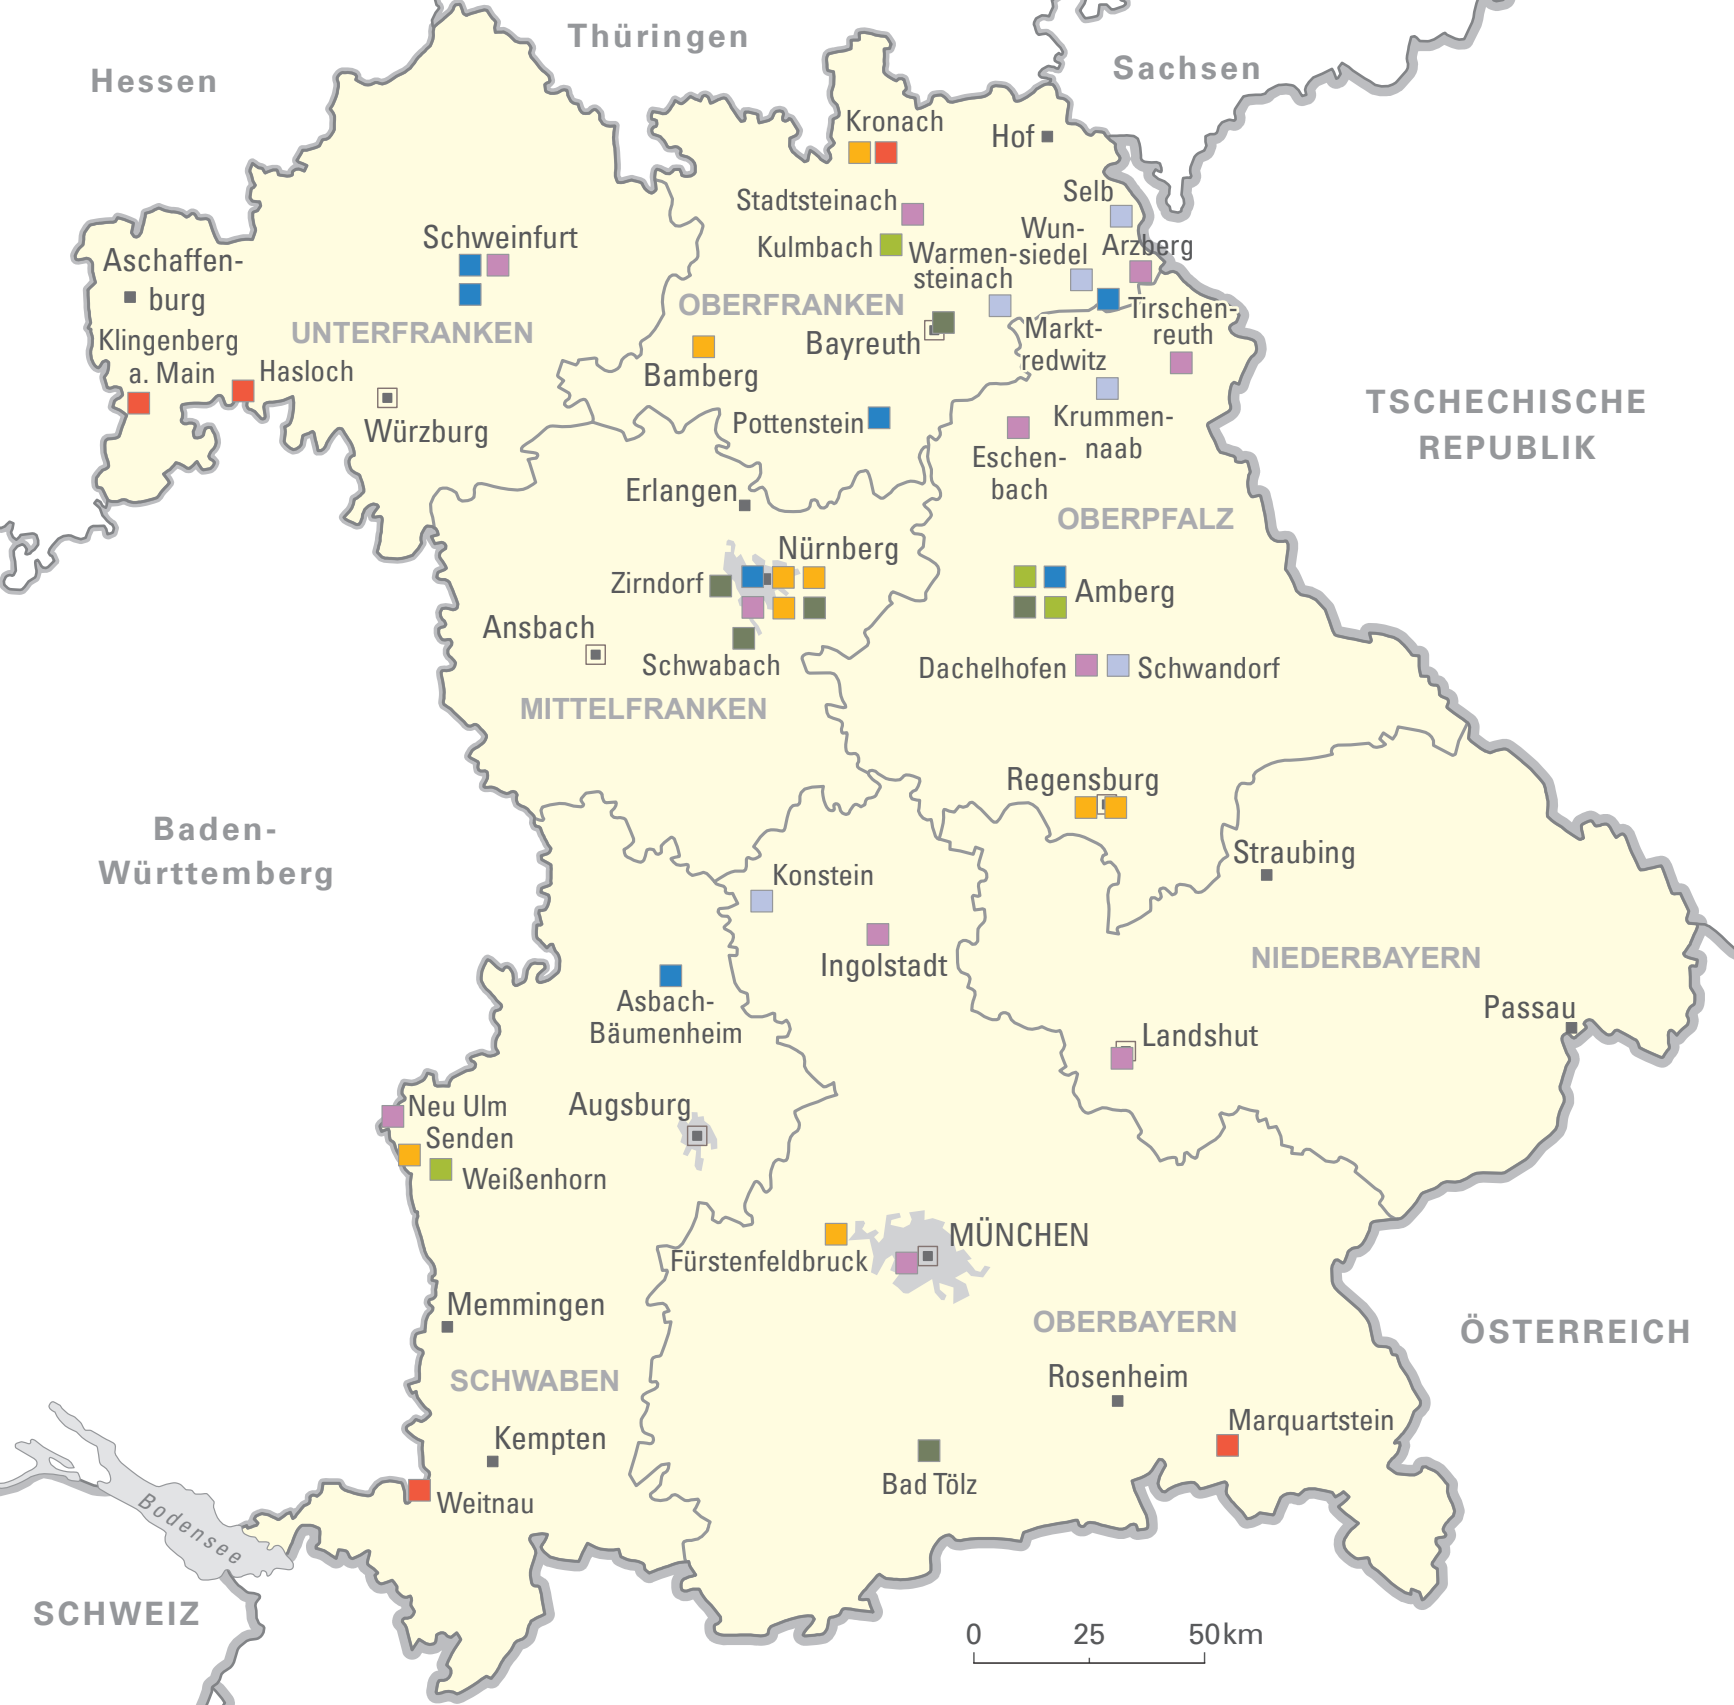 Thüringen
Hessen
Sachsen
Kronach
Hof
Selb
Stadtsteinach
Wun-
siedel
Schweinfurt
Kulmbach
Arzberg
Warmen-
steinach
Aschaffen-
burg
OBERFRANKEN
Tirschen-
reuth
UNTERFRANKEN
Klingenberg
a. Main
Bayreuth
Markt-
redwitz
Hasloch
Bamberg
TSCHECHISCHE
REPUBLIK
Würzburg
Pottenstein
Krummen-
naab
Eschen-
bach
Erlangen
OBERPFALZ
Nürnberg
Zirndorf
Amberg
Ansbach
Schwabach
Dachelhofen
Schwandorf
MITTELFRANKEN
Regensburg
Baden-
Württemberg
Straubing
Konstein
Ingolstadt
NIEDERBAYERN
Asbach-
Bäumenheim
Passau
Landshut
Neu Ulm
Augsburg
Senden
Weißenhorn
MÜNCHEN
Fürstenfeldbruck
Memmingen
OBERBAYERN
ÖSTERREICH
SCHWABEN
Rosenheim
Marquartstein
Kempten
Bad Tölz
Weitnau
Bodensee
SCHWEIZ
0 25 50 km